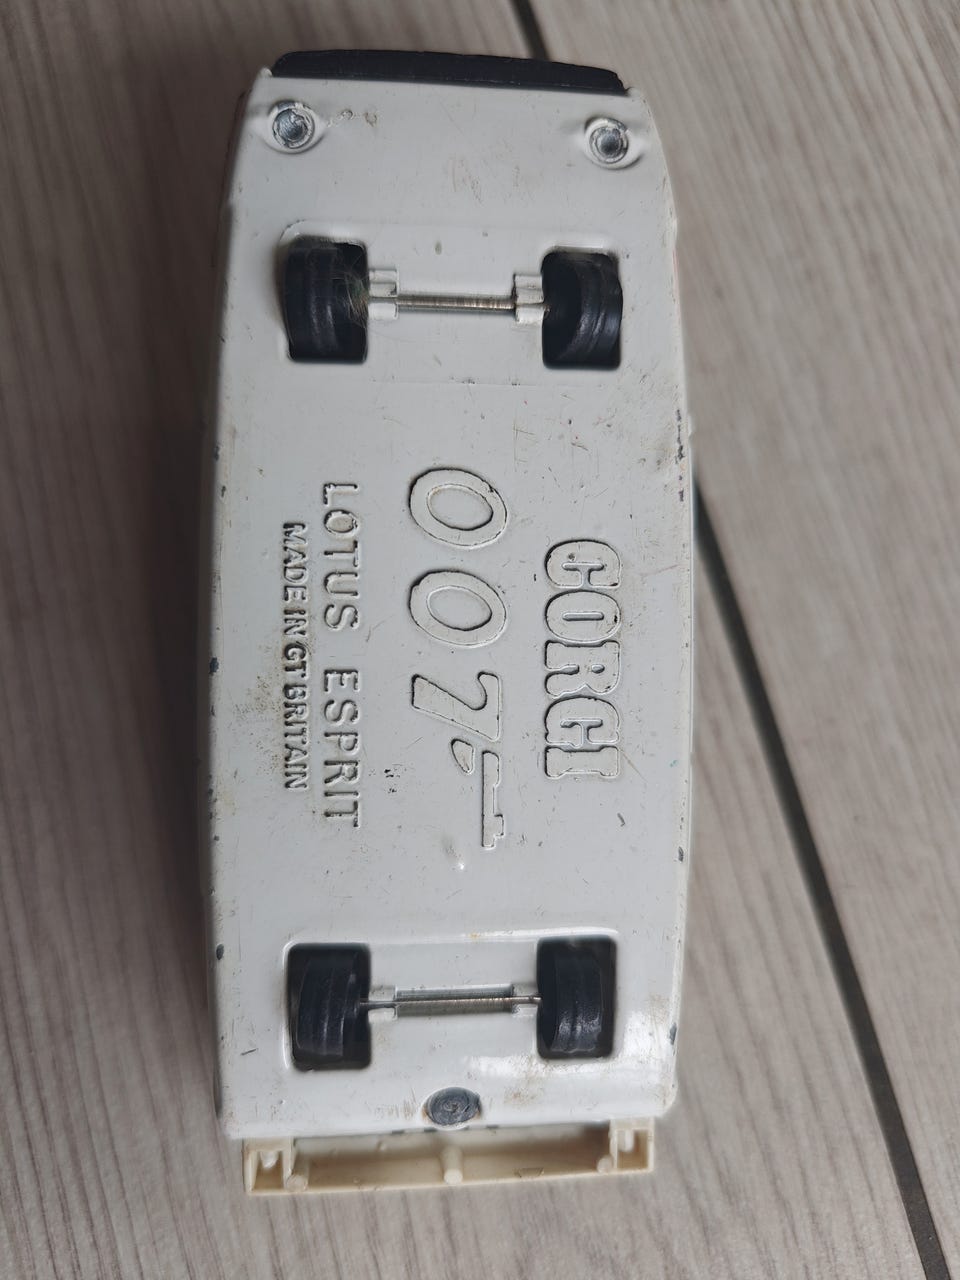 CORGI
007
LOTUS ESPRIT
MADE IN GT BRITAIN